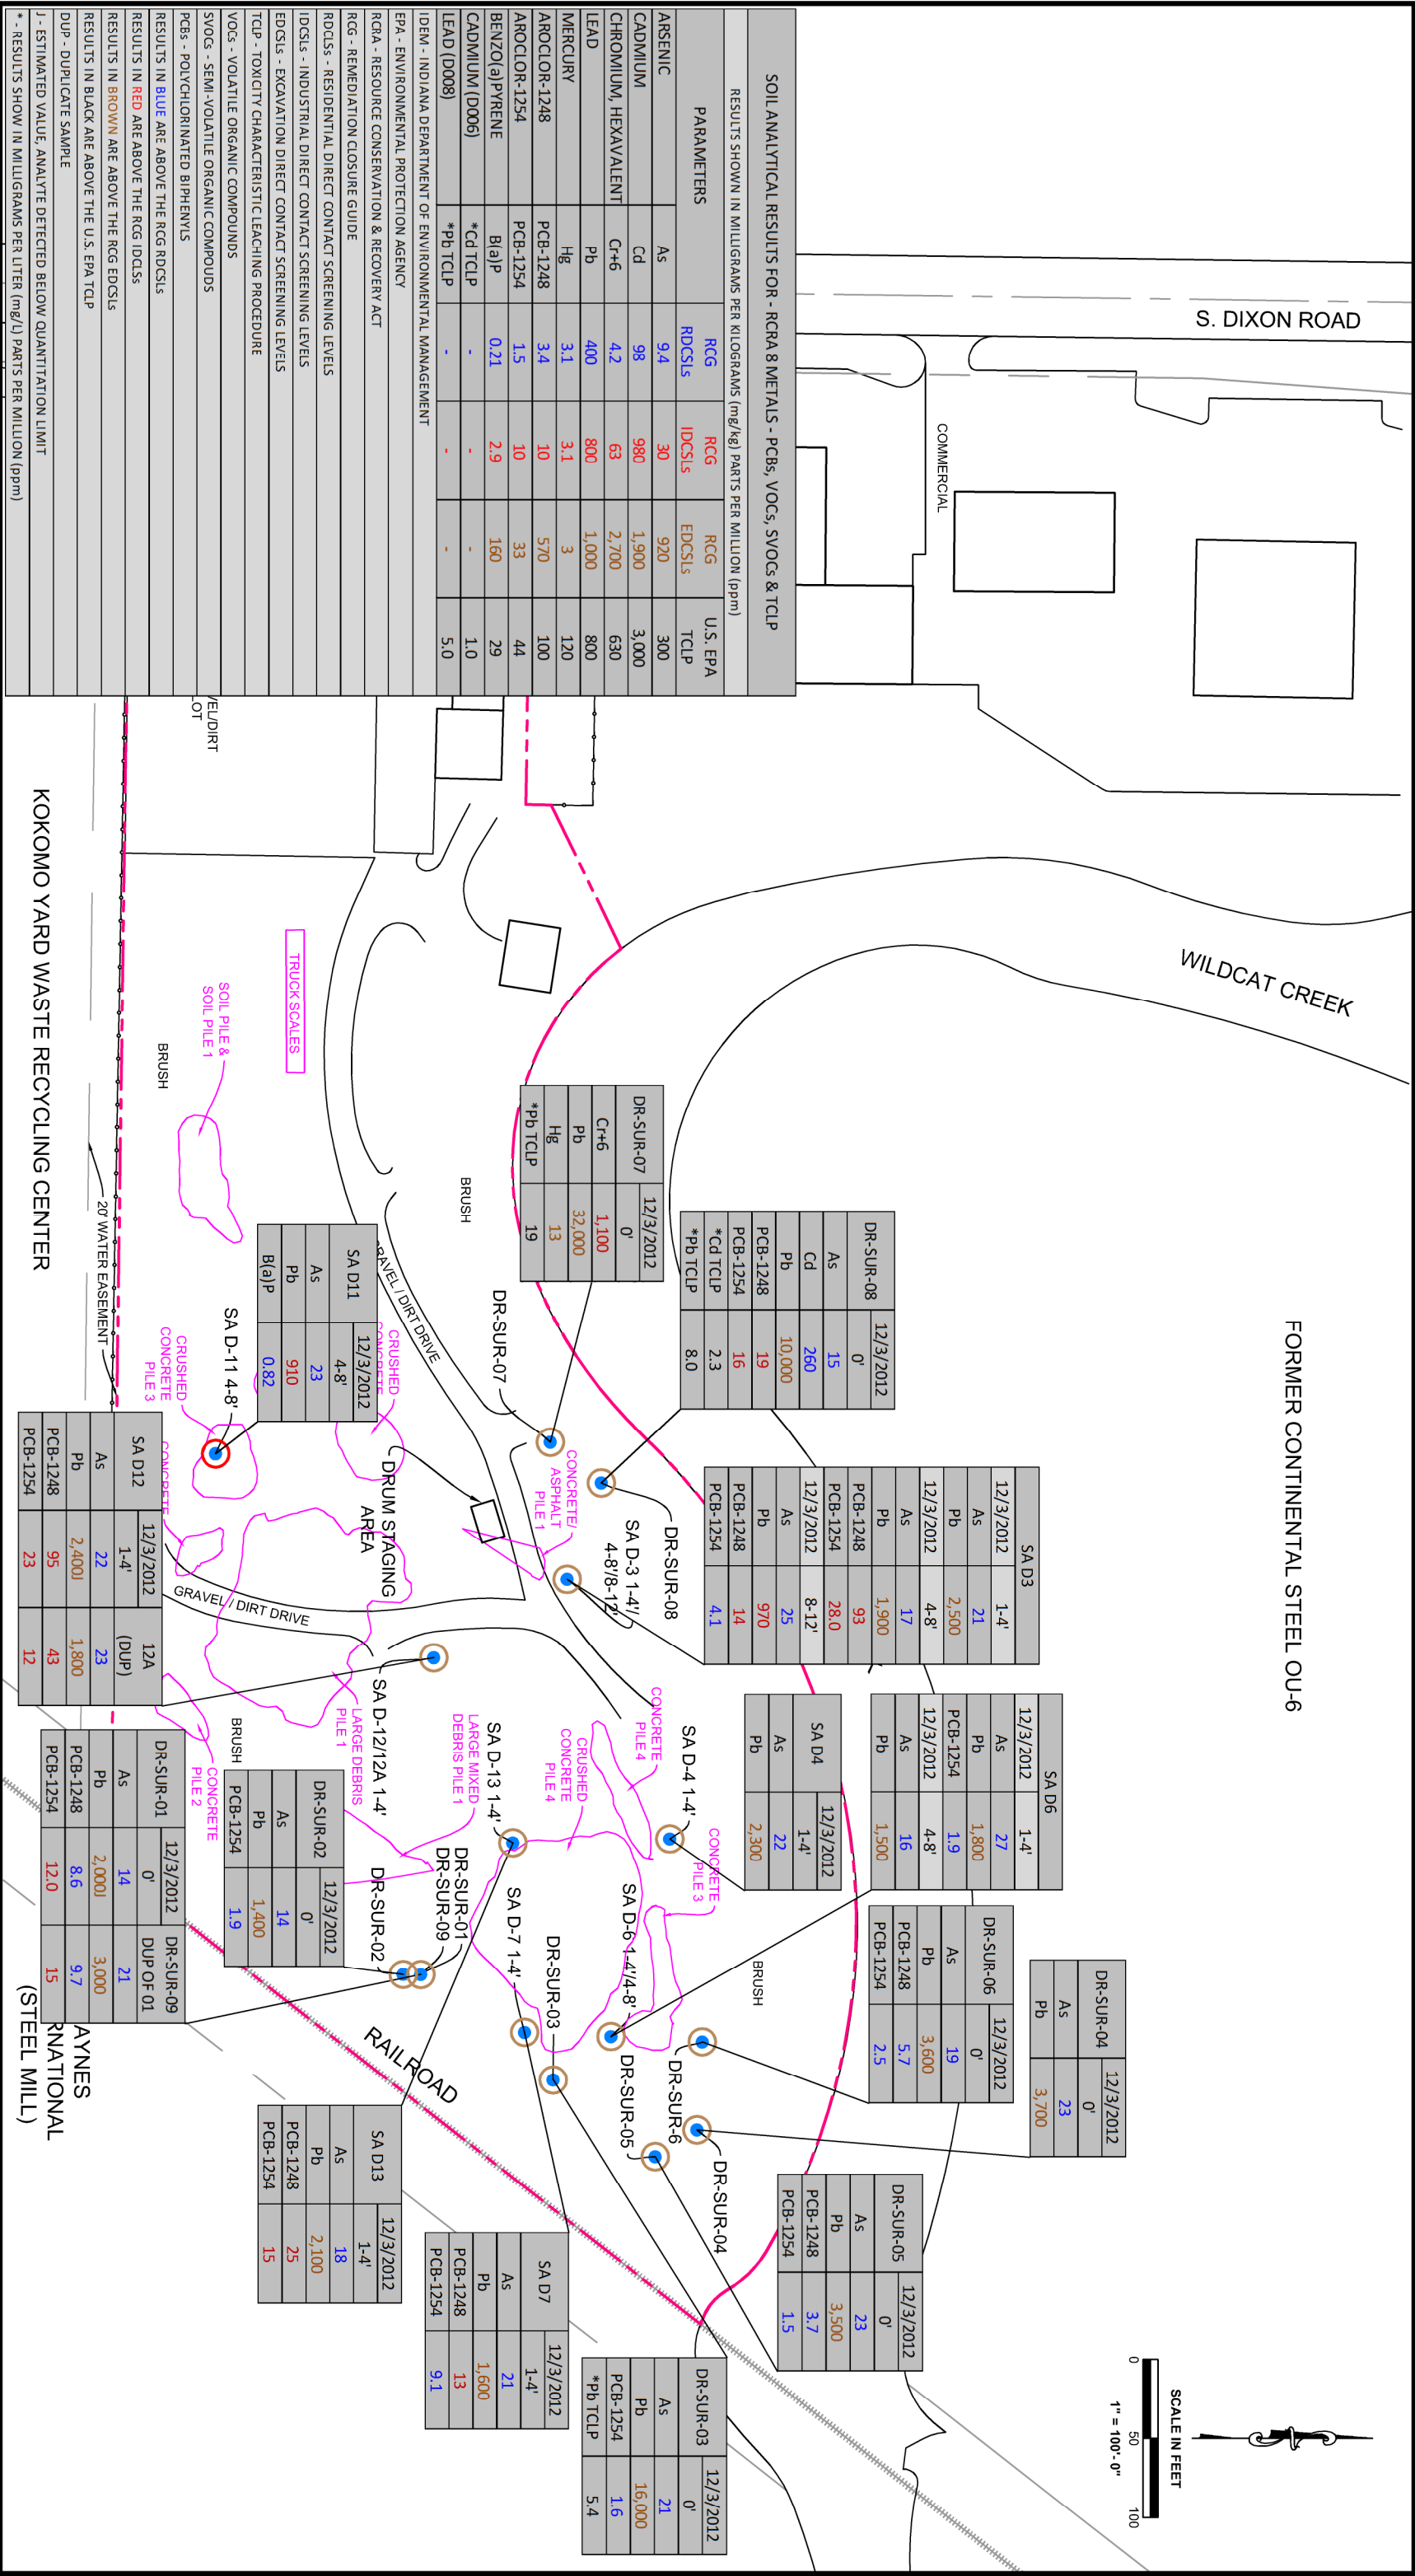 S. DIXON ROAD
COMMERCIAL
WILDCAT CREEK
FORMER CONTINENTAL STEEL OU-6
SCALE IN FEET
0 50 100
1" = 100'- 0"
SOIL ANALYTICAL RESULTS FOR - RCRA 8 METALS - PCBs, VOCs, SVOCs & TCLP
RESULTS SHOWN IN MILLIGRAMS PER KILOGRAMS (mg/kg) PARTS PER MILLION (ppm)
PARAMETERS RCG RDCSLs RCG IDCSLs RCG EDCSLs U.S. EPA TCLP
ARSENIC As 9.4 30 920 300
CADMIUM Cd 98 980 1,900 3,000
CHROMIUM, HEXAVALENT Cr+6 4.2 63 2,700 630
LEAD Pb 400 800 1,000 800
MERCURY Hg 3.1 3.1 3 120
AROCLOR-1248 PCB-1248 3.4 10 570 100
AROCLOR-1254 PCB-1254 1.5 10 33 44
BENZO(a)PYRENE B(a)P 0.21 2.9 160 29
CADMIUM (D006) *Cd TCLP - - - 1.0
LEAD (D008) *Pb TCLP - - - 5.0
IDEM - INDIANA DEPARTMENT OF ENVIRONMENTAL MANAGEMENT
EPA - ENVIRONMENTAL PROTECTION AGENCY
RCRA - RESOURCE CONSERVATION & RECOVERY ACT
RCG - REMEDIATION CLOSURE GUIDE
RDCLSs - RESIDENTIAL DIRECT CONTACT SCREENING LEVELS
IDCSLs - INDUSTRIAL DIRECT CONTACT SCREENING LEVELS
EDCSLs - EXCAVATION DIRECT CONTACT SCREENING LEVELS
TCLP - TOXICITY CHARACTERISTIC LEACHING PROCEDURE
VOCs - VOLATILE ORGANIC COMPOUNDS
SVOCs - SEMI-VOLATILE ORGANIC COMPOUDS
PCBs - POLYCHLORINATED BIPHENYLS
RESULTS IN BLUE ARE ABOVE THE RCG RDCSLs
RESULTS IN RED ARE ABOVE THE RCG IDCLSs
RESULTS IN BROWN ARE ABOVE THE RCG EDCSLs
RESULTS IN BLACK ARE ABOVE THE U.S. EPA TCLP
DUP - DUPLICATE SAMPLE
J - ESTIMATED VALUE, ANALYTE DETECTED BELOW QUANTITATION LIMIT
* - RESULTS SHOW IN MILLIGRAMS PER LITER (mg/L) PARTS PER MILLION (ppm)
DR-SUR-07 12/3/2012
0'
Cr+6 1,100
Pb 32,000
Hg 13
*Pb TCLP 19
DR-SUR-08 12/3/2012
0'
As 15
Cd 260
Pb 10,000
PCB-1248 19
PCB-1254 16
*Cd TCLP 2.3
*Pb TCLP 8.0
SA D3
12/3/2012 1-4'
As 21
Pb 2,500
12/3/2012 4-8'
As 17
Pb 1,900
PCB-1248 93
PCB-1254 28.0
12/3/2012 8-12'
As 25
Pb 970
PCB-1248 14
PCB-1254 4.1
SA D6
12/3/2012 1-4'
As 27
Pb 1,800
PCB-1254 1.9
12/3/2012 4-8'
As 16
Pb 1,500
SA D4 12/3/2012
1-4'
As 22
Pb 2,300
DR-SUR-06 12/3/2012
0'
As 19
Pb 3,600
PCB-1248 5.7
PCB-1254 2.5
DR-SUR-04 12/3/2012
0'
As 23
Pb 3,700
DR-SUR-05 12/3/2012
0'
As 23
Pb 3,500
PCB-1248 3.7
PCB-1254 1.5
DR-SUR-03 12/3/2012
0'
As 21
Pb 16,000
PCB-1254 1.6
*Pb TCLP 5.4
SA D7 12/3/2012
1-4'
As 21
Pb 1,600
PCB-1248 13
PCB-1254 9.1
SA D13 12/3/2012
1-4'
As 18
Pb 2,100
PCB-1248 25
PCB-1254 15
DR-SUR-02 12/3/2012
0'
As 14
Pb 1,400
PCB-1254 1.9
DR-SUR-01 12/3/2012 DR-SUR-09
0' DUP OF 01
As 14 21
Pb 2,000J 3,000
PCB-1248 8.6 9.7
PCB-1254 12.0 15
SA D12 12/3/2012 12A
1-4' (DUP)
As 22 23
Pb 2,400J 1,800
PCB-1248 95 43
PCB-1254 23 12
SA D11 12/3/2012
4-8'
As 23
Pb 910
B(a)P 0.82
BRUSH
DR-SUR-07
DR-SUR-08
CONCRETE/
ASPHALT
PILE 1
SA D-3 1-4'/
4-8'/8-12'
DRUM STAGING
AREA
GRAVEL / DIRT DRIVE
CRUSHED
CONCRETE
TRUCK SCALES
SOIL PILE &
SOIL PILE 1
BRUSH
SA D-11 4-8'
CRUSHED
CONCRETE
PILE 3
CONCRETE
20' WATER EASEMENT
KOKOMO YARD WASTE RECYCLING CENTER
VEL/DIRT
LOT
GRAVEL / DIRT DRIVE
SA D-12/12A 1-4'
LARGE DEBRIS
PILE 1
BRUSH
CONCRETE
PILE 2
LARGE MIXED
DEBRIS PILE 1
SA D-13 1-4'
CRUSHED
CONCRETE
PILE 4
CONCRETE
PILE 4
SA D-4 1-4'
CONCRETE
PILE 3
BRUSH
SA D-6 1-4'/4-8'
SA D-7 1-4'
DR-SUR-03
DR-SUR-01
DR-SUR-09
DR-SUR-02
DR-SUR-05
DR-SUR-6
DR-SUR-04
RAILROAD
AYNES
RNATIONAL
(STEEL MILL)